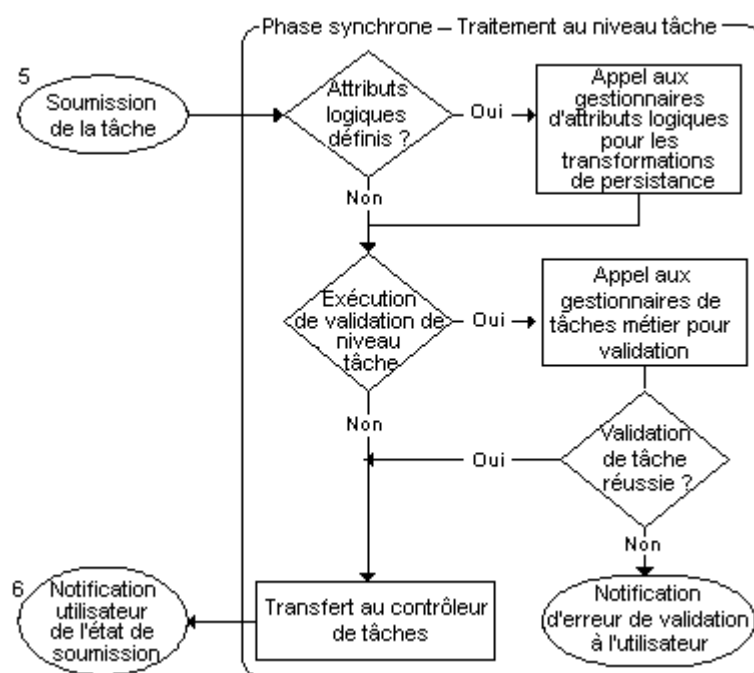 Phase synchrone – Traitement au niveau tâche
5
Soumission
de la tâche
Attributs
logiques
définis ?
Oui
Appel aux
gestionnaires
d'attributs logiques
pour les
transformations
de persistance
Non
Exécution
de validation de
niveau
tâche
Oui
Appel aux
gestionnaires de
tâches métier pour
validation
Non
Oui
Validation
de tâche
réussie ?
Non
6
Notification
utilisateur
de l'état de
soumission
Transfert au contrôleur
de tâches
Notification
d'erreur de validation
à l'utilisateur